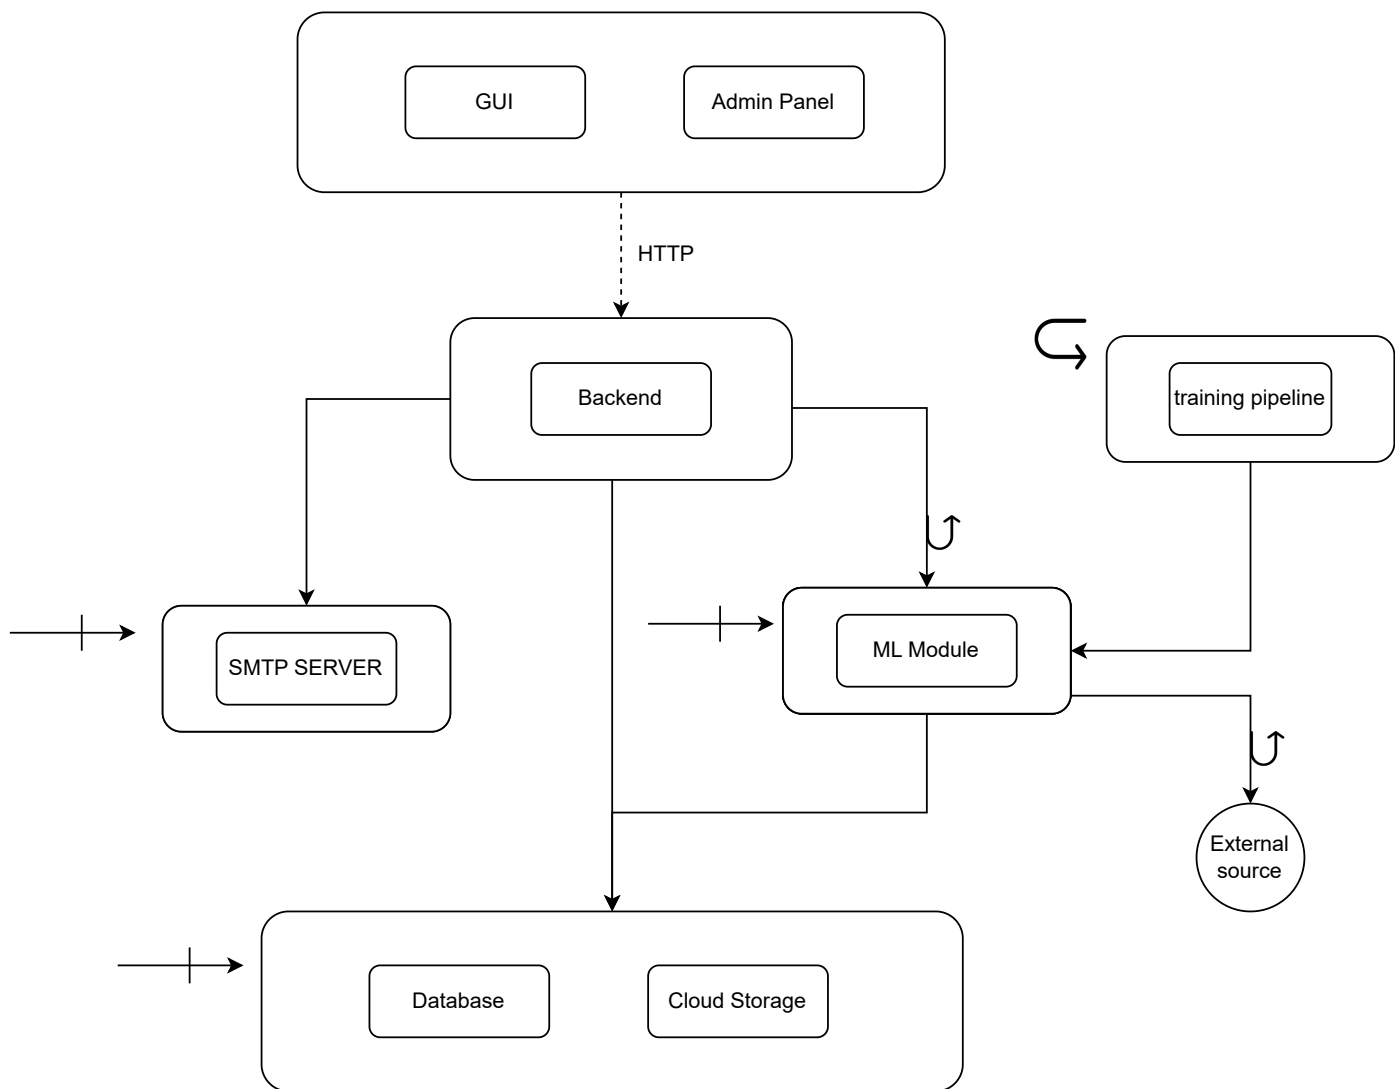 GUI
Admin Panel
HTTP
Backend
training pipeline
SMTP SERVER
ML Module
External
source
Database
Cloud Storage